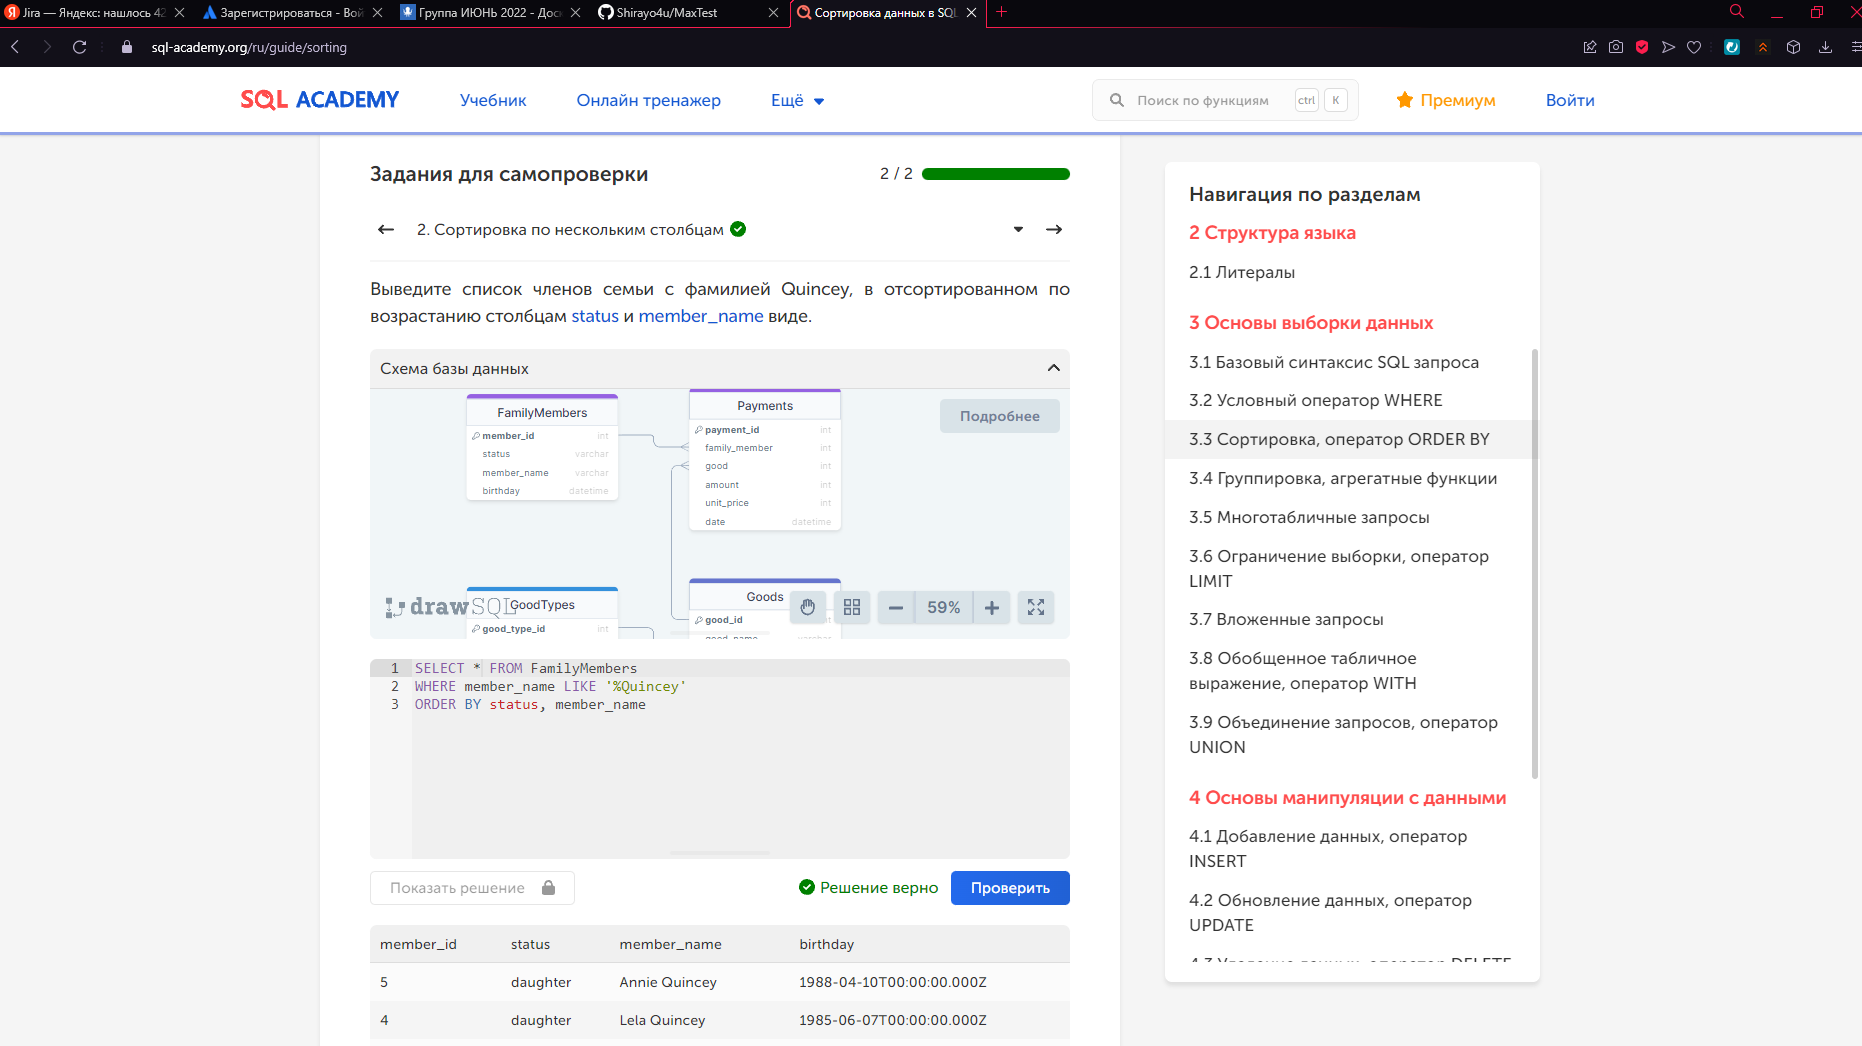 Jira — Яндекс: нашлось 42
Зарегистрироваться - Вой
Группа ИЮНЬ 2022 - Дос
Shirayo4u/MaxTest
Сортировка данных в SQL
sql-academy.org/ru/guide/sorting
SQL ACADEMY
Учебник
Онлайн тренажер
Ещё
Поиск по функциям
ctrl
K
Премиум
Войти
Задания для самопроверки
2 / 2
2. Сортировка по нескольким столбцам
Выведите список членов семьи с фамилией Quincey, в отсортированном по
возрастанию столбцам status и member_name виде.
Схема базы данных
FamilyMembers
member_id int
status varchar
member_name varchar
birthday datetime
Payments
payment_id int
family_member int
good int
amount int
unit_price int
date datetime
Подробнее
drawSQL
GoodTypes
good_type_id int
Goods
good_id
good_name varchar
59%
1 SELECT * FROM FamilyMembers
2 WHERE member_name LIKE '%Quincey'
3 ORDER BY status, member_name
Показать решение
Решение верно
Проверить
member_id status member_name birthday
5 daughter Annie Quincey 1988-04-10T00:00:00.000Z
4 daughter Lela Quincey 1985-06-07T00:00:00.000Z
Навигация по разделам
2 Структура языка
2.1 Литералы
3 Основы выборки данных
3.1 Базовый синтаксис SQL запроса
3.2 Условный оператор WHERE
3.3 Сортировка, оператор ORDER BY
3.4 Группировка, агрегатные функции
3.5 Многотабличные запросы
3.6 Ограничение выборки, оператор
LIMIT
3.7 Вложенные запросы
3.8 Обобщенное табличное
выражение, оператор WITH
3.9 Объединение запросов, оператор
UNION
4 Основы манипуляции с данными
4.1 Добавление данных, оператор
INSERT
4.2 Обновление данных, оператор
UPDATE
4.3 Удаление данных, оператор DELETE